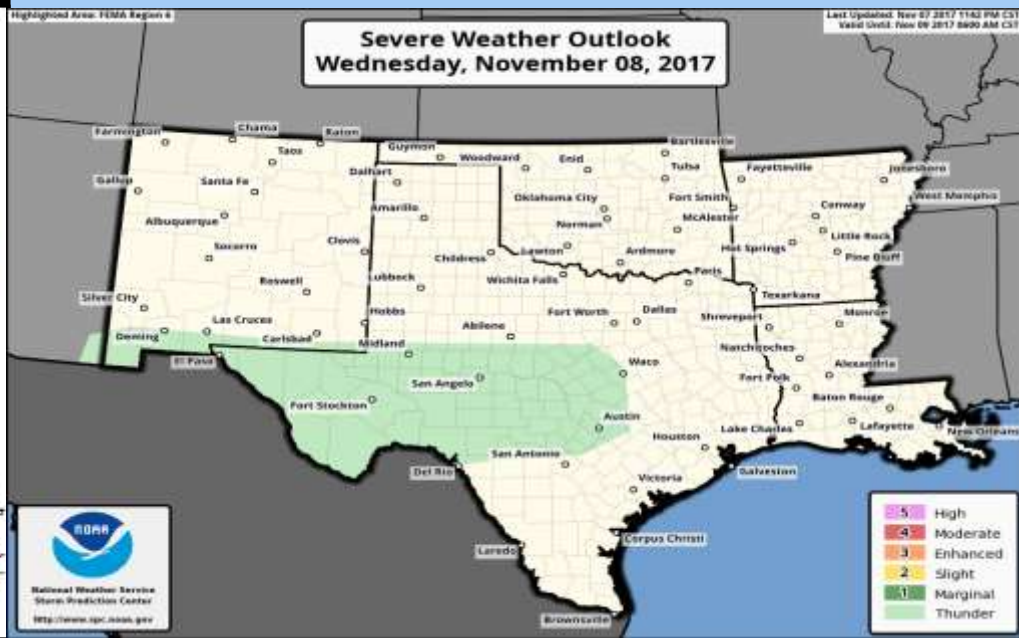 Highlighted Area: FEMA Region 6
Last Updated: Nov 07 2017 1142 PM CST
Valid Until: Nov 09 2017 0600 AM CST
Severe Weather Outlook
Wednesday, November 08, 2017
Farmington
Chama
Raton
Taos
Guymon
Woodward
Enid
Bartlesville
Tulsa
Fayetteville
Jonesboro
Gallup
Santa Fe
Dalhart
Oklahoma City
Fort Smith
West Memphis
Albuquerque
Amarillo
Norman
McAlester
Conway
Little Rock
Socorro
Clovis
Childress
Lawton
Ardmore
Hot Springs
Pine Bluff
Roswell
Lubbock
Wichita Falls
Paris
Texarkana
Silver City
Las Cruces
Hobbs
Abilene
Fort Worth
Dallas
Shreveport
Monroe
Deming
Carlsbad
Midland
Natchitoches
El Paso
San Angelo
Waco
Fort Polk
Alexandria
Fort Stockton
Austin
Baton Rouge
Houston
Lake Charles
Lafayette
New Orleans
Del Rio
San Antonio
Galveston
Victoria
Laredo
Corpus Christi
Brownsville
NOAA
National Weather Service
Storm Prediction Center
http://www.spc.noaa.gov
5 High
4 Moderate
3 Enhanced
2 Slight
1 Marginal
Thunder